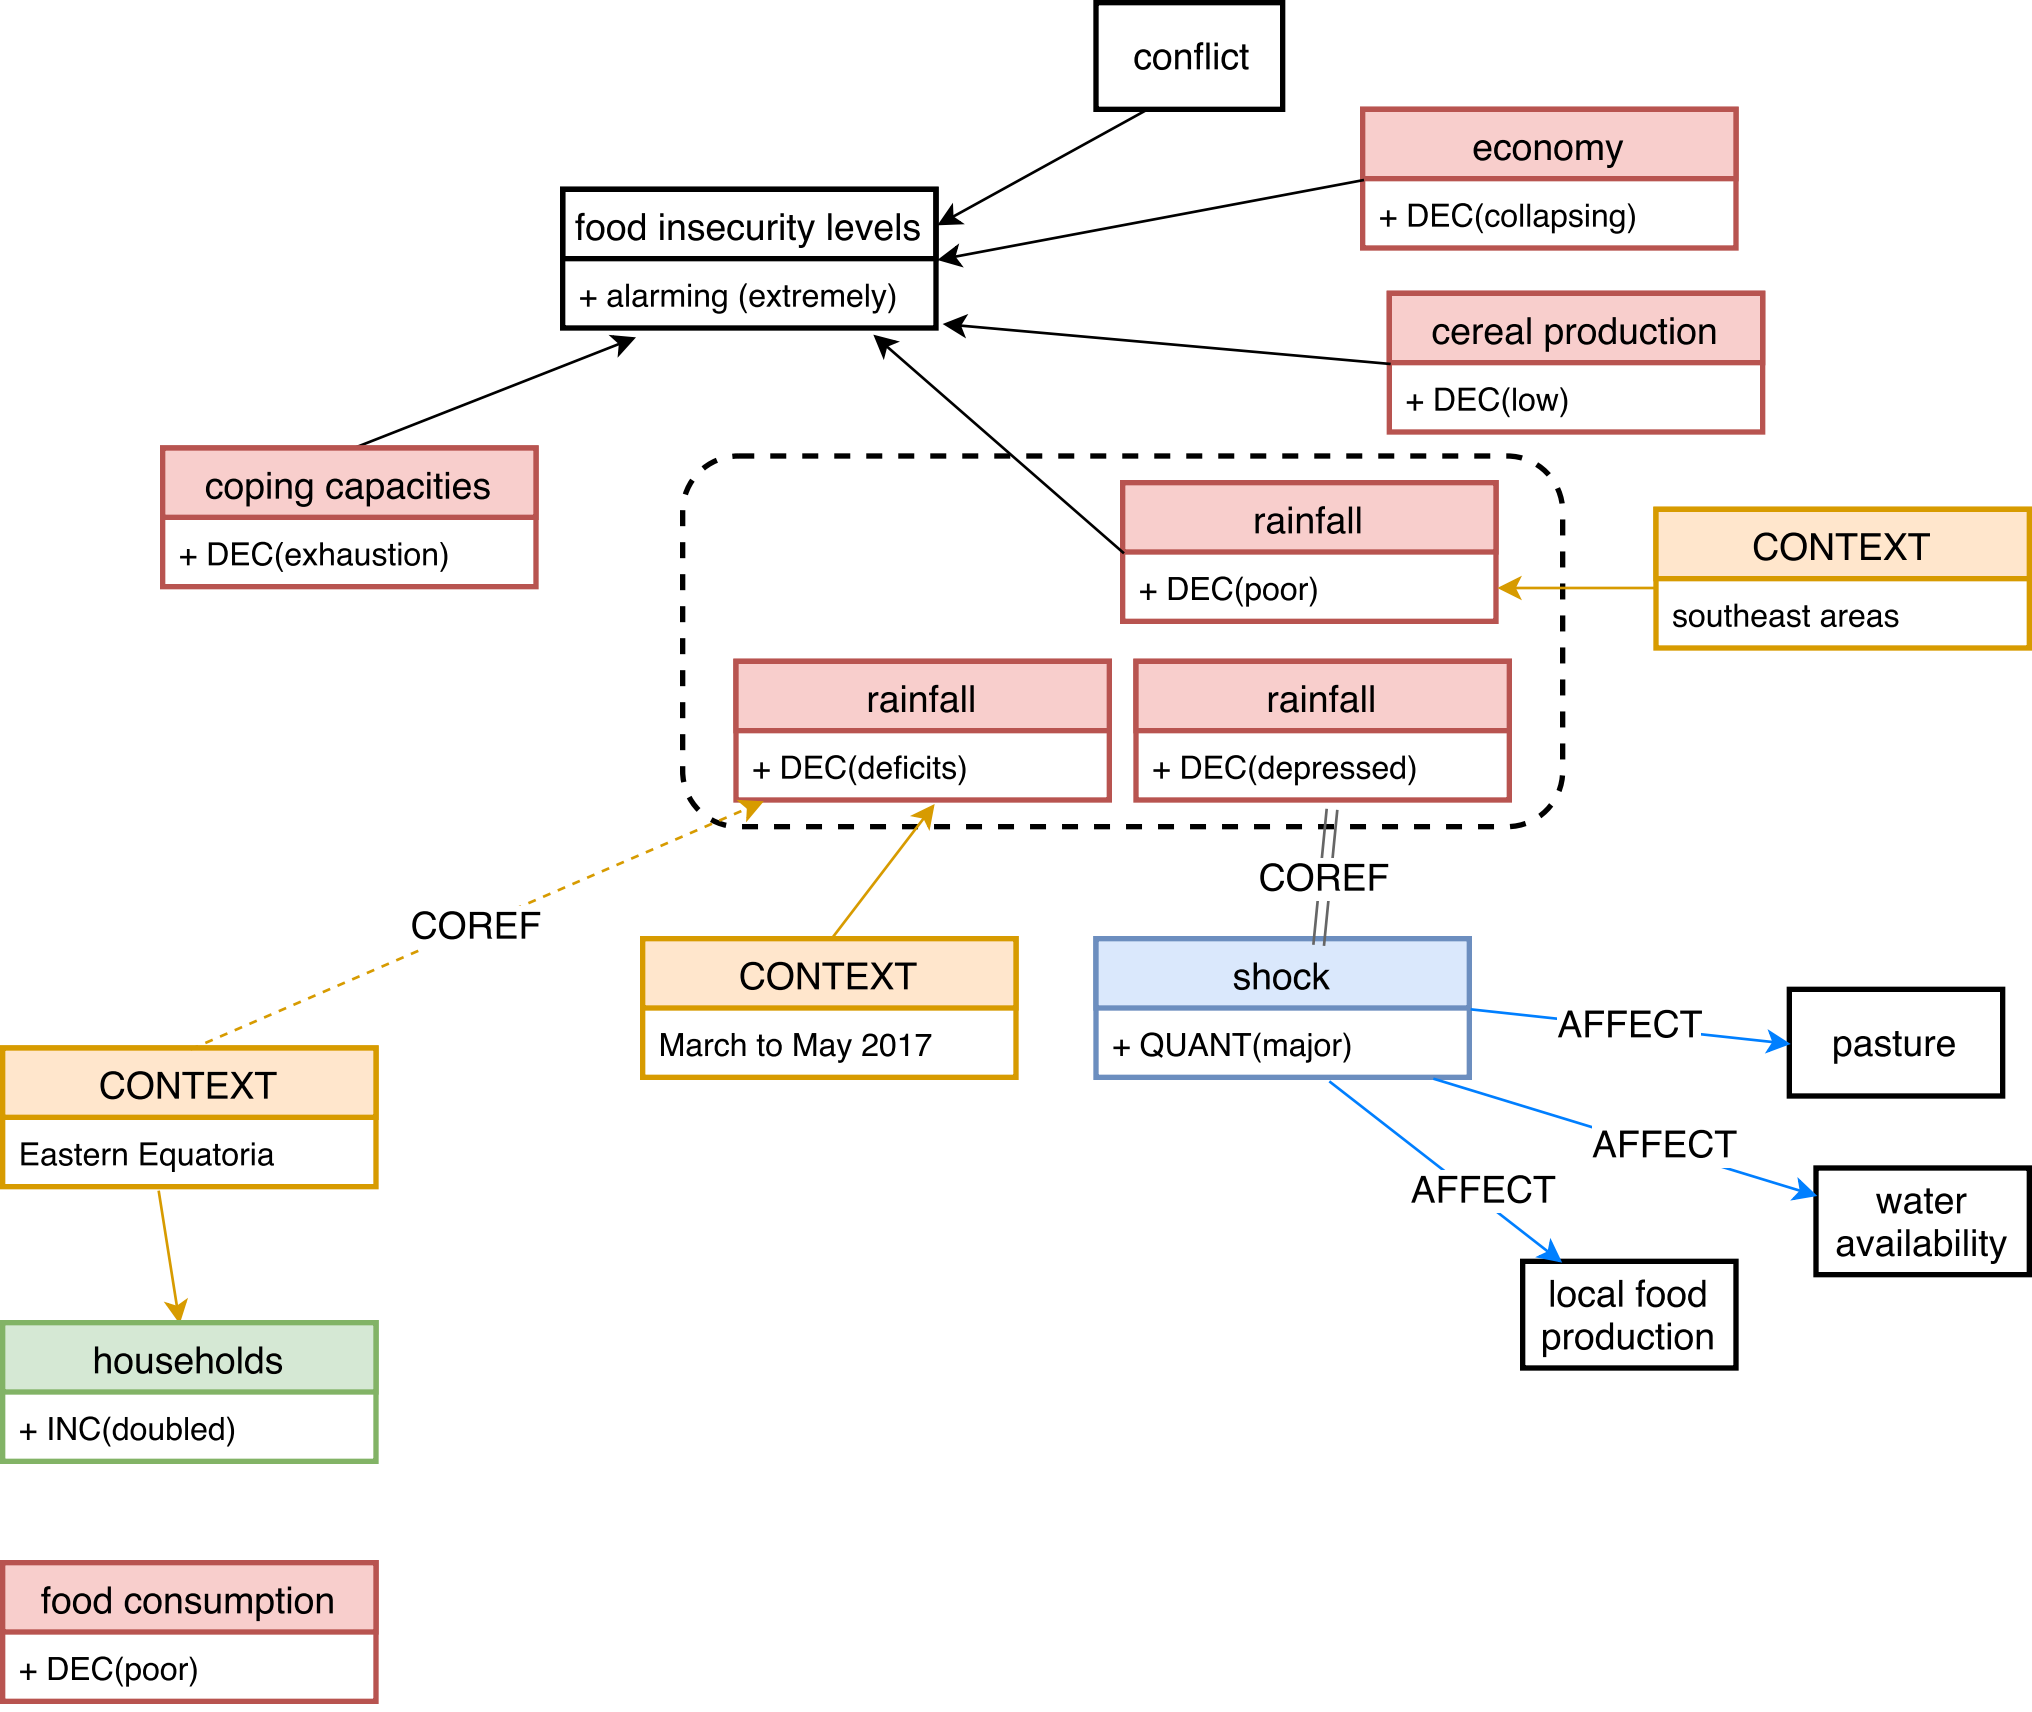 conflict
economy
+ DEC(collapsing)
food insecurity levels
+ alarming (extremely)
cereal production
+ DEC(low)
coping capacities
+ DEC(exhaustion)
rainfall
+ DEC(poor)
CONTEXT
southeast areas
rainfall
+ DEC(deficits)
rainfall
+ DEC(depressed)
COREF
COREF
CONTEXT
March to May 2017
shock
+ QUANT(major)
AFFECT
pasture
CONTEXT
Eastern Equatoria
AFFECT
AFFECT
water
availability
local food
production
households
+ INC(doubled)
food consumption
+ DEC(poor)